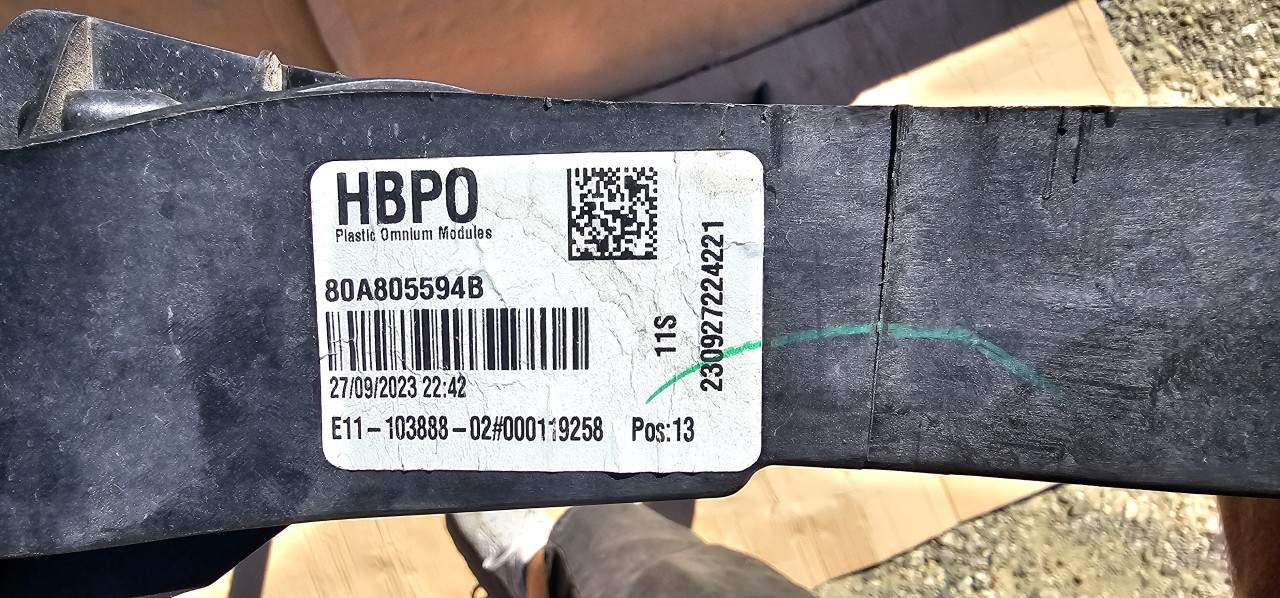 HBPO
Plastic Omnium Modules
80A805594B
27/09/2023 22:42
E11-103888-02#000119258 Pos:13
11S
230927224221